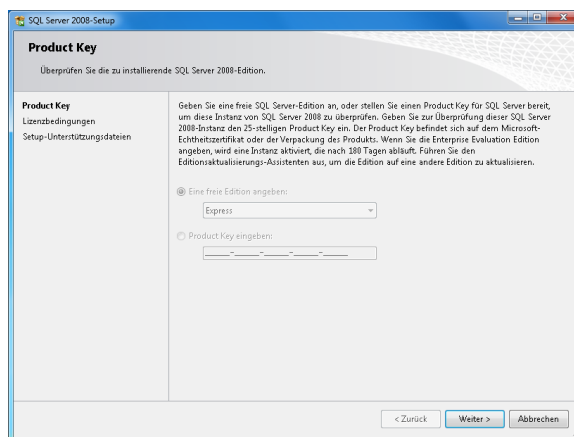 SQL Server 2008-Setup
Product Key
Überprüfen Sie die zu installierende SQL Server 2008-Edition.
Product Key
Lizenzbedingungen
Setup-Unterstützungsdateien
Geben Sie eine freie SQL Server-Edition an, oder stellen Sie einen Product Key für SQL Server bereit,
um diese Instanz von SQL Server 2008 zu überprüfen. Geben Sie zur Überprüfung dieser SQL Server
2008-Instanz den 25-stelligen Product Key ein. Der Product Key befindet sich auf dem Microsoft-
Echtheitszertifikat oder der Verpackung des Produkts. Wenn Sie die Enterprise Evaluation Edition
angeben, wird eine Instanz aktiviert, die nach 180 Tagen abläuft. Führen Sie den
Editionsaktualisierungs-Assistenten aus, um die Edition auf eine andere Edition zu aktualisieren.
Eine freie Edition angeben:
Express
Product Key eingeben:
_____-_____-_____-_____-_____
< Zurück
Weiter >
Abbrechen